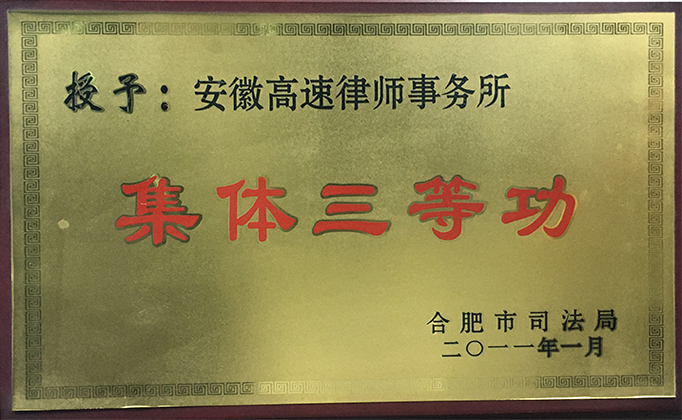 授予：安徽高速律师事务所
集体三等功
合肥市司法局
二〇一一年一月